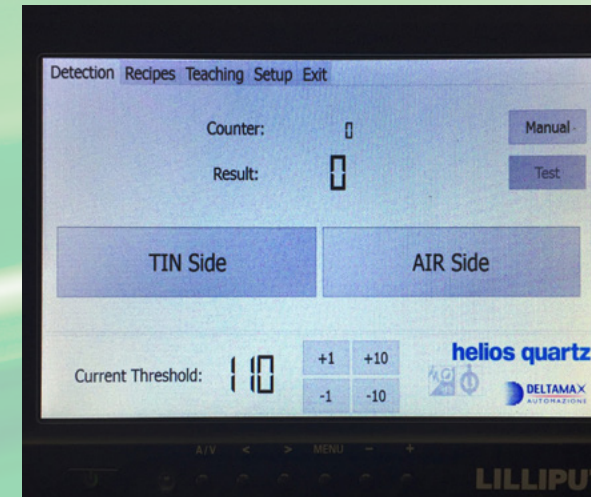 Detection Recipes Teaching Setup Exit
Counter: 0
Manual
Result: 0
Test
TIN Side AIR Side
Current Threshold: 110
+1 +10
-1 -10
helios quartz
DELTAMAX
AUTOMAZIONE
A/V < > MENU - +
LILLIPU